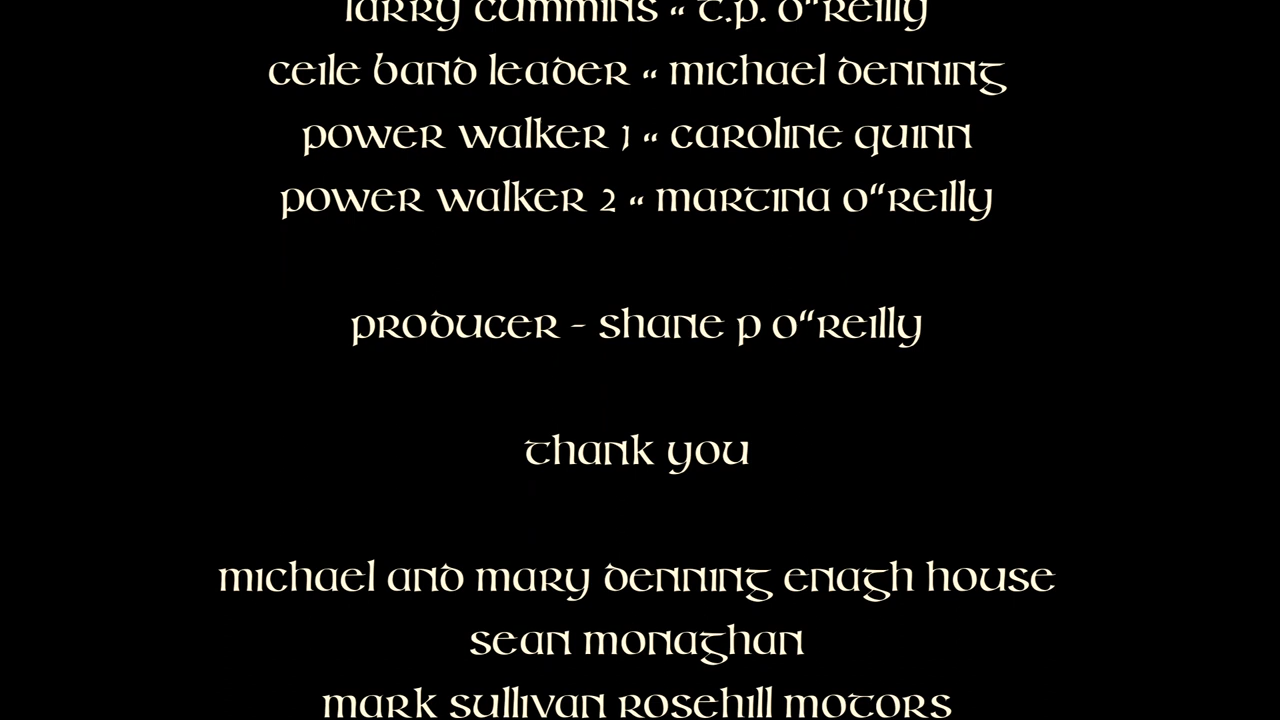 larry cummins “ t.p. o“reilly
ceile band leader “ michael denning
power walker 1 “ caroline quinn
power walker 2 “ martina o“reilly
producer - shane p o“reilly
thank you
michael and mary denning enagh house
sean monaghan
mark sullivan rosehill motors